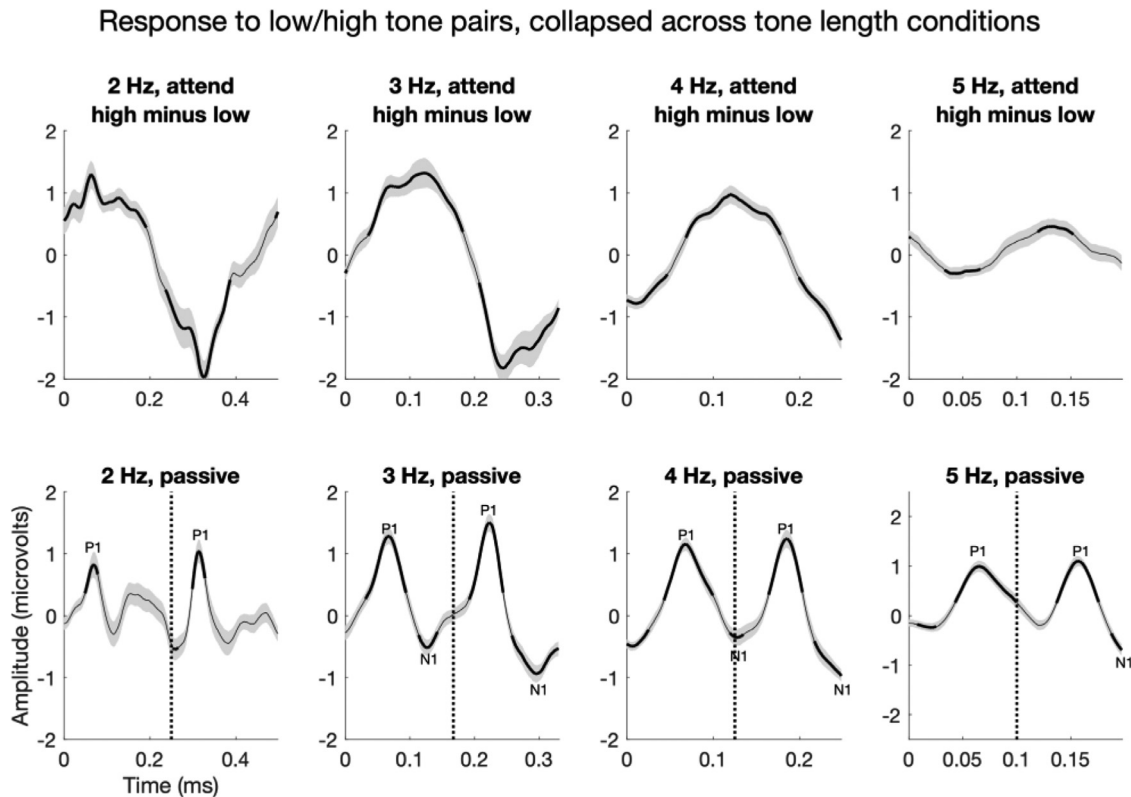 Response to low/high tone pairs, collapsed across tone length conditions
2 Hz, attend
high minus low
3 Hz, attend
high minus low
4 Hz, attend
high minus low
5 Hz, attend
high minus low
2
1
0
-1
-2
0
0.2
0.4
2
1
0
-1
-2
0
0.1
0.2
0.3
2
1
0
-1
-2
0
0.1
0.2
2
1
0
-1
-2
0
0.05
0.1
0.15
2 Hz, passive
3 Hz, passive
4 Hz, passive
5 Hz, passive
Amplitude (microvolts)
2
1
0
-1
-2
P1
P1
0
0.2
0.4
Time (ms)
2
1
0
-1
-2
P1
N1
P1
N1
0
0.1
0.2
0.3
2
1
0
-1
-2
P1
N1
P1
N1
0
0.1
0.2
2
1
0
-1
-2
P1
P1
N1
0
0.05
0.1
0.15